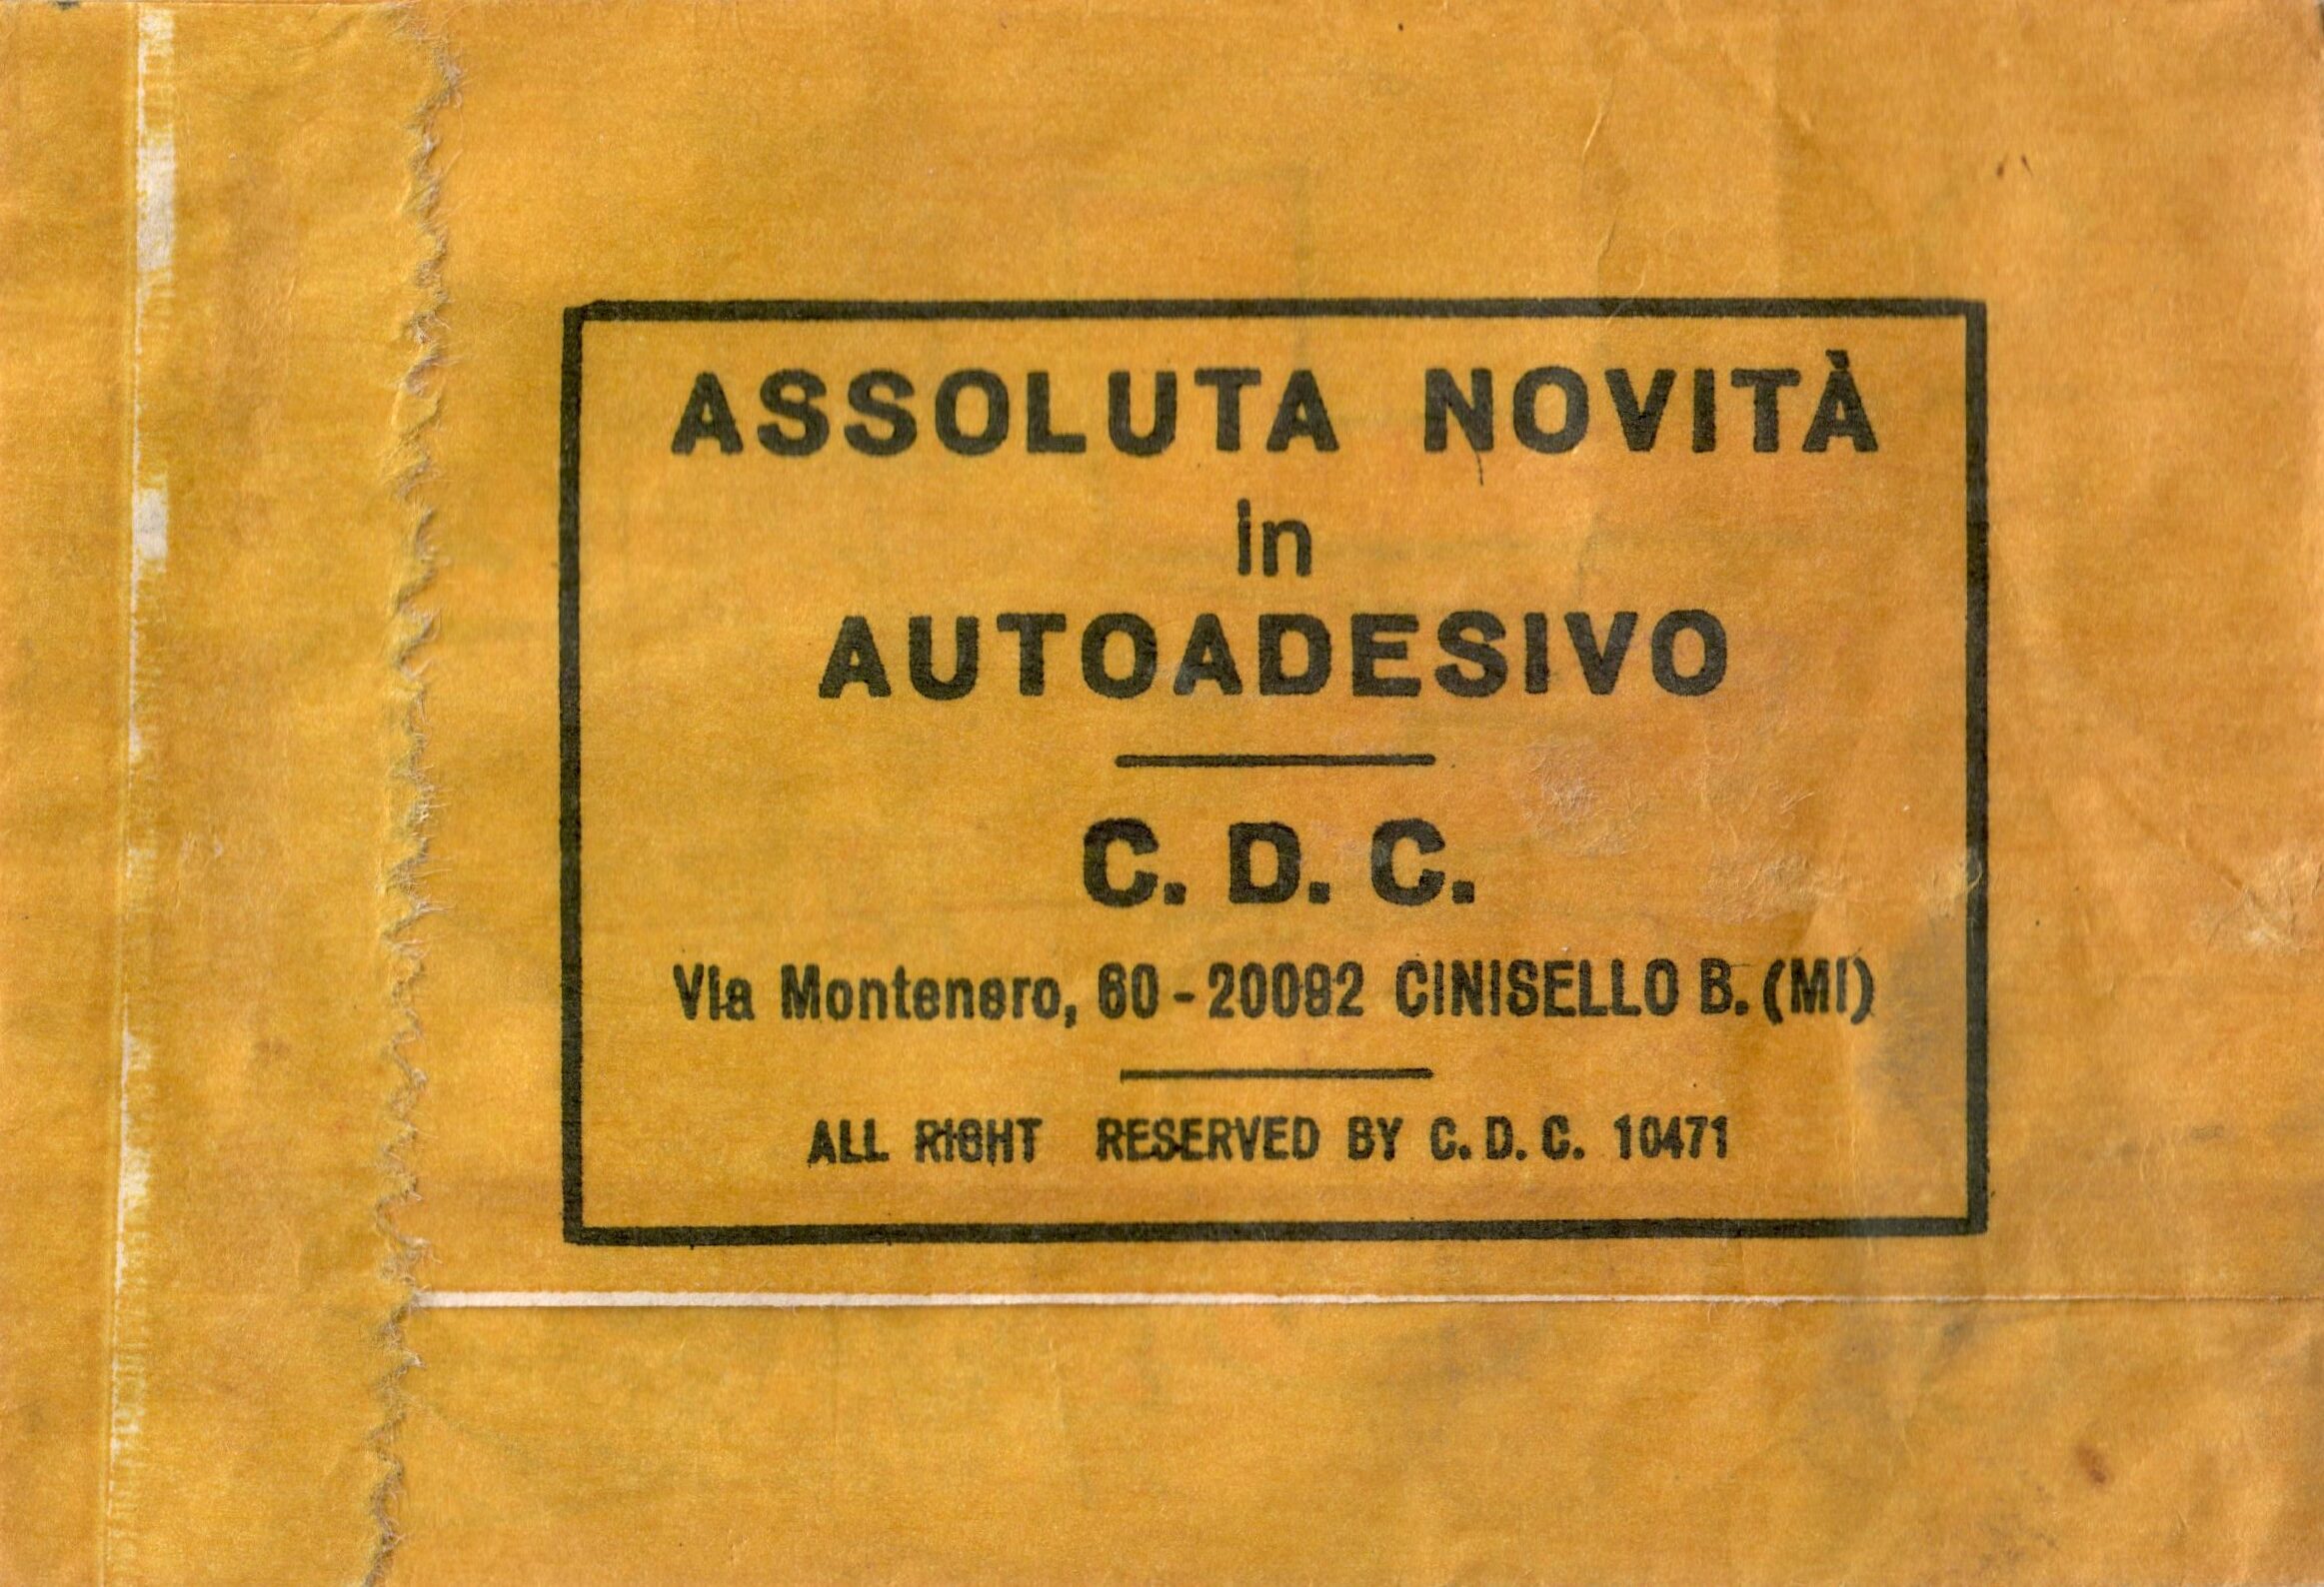 ASSOLUTA NOVITÀ
in
AUTOADESIVO
C. D. C.
Via Montenero, 60 - 20092 CINISELLO B. (MI)
ALL RIGHT RESERVED BY C. D. C. 10471